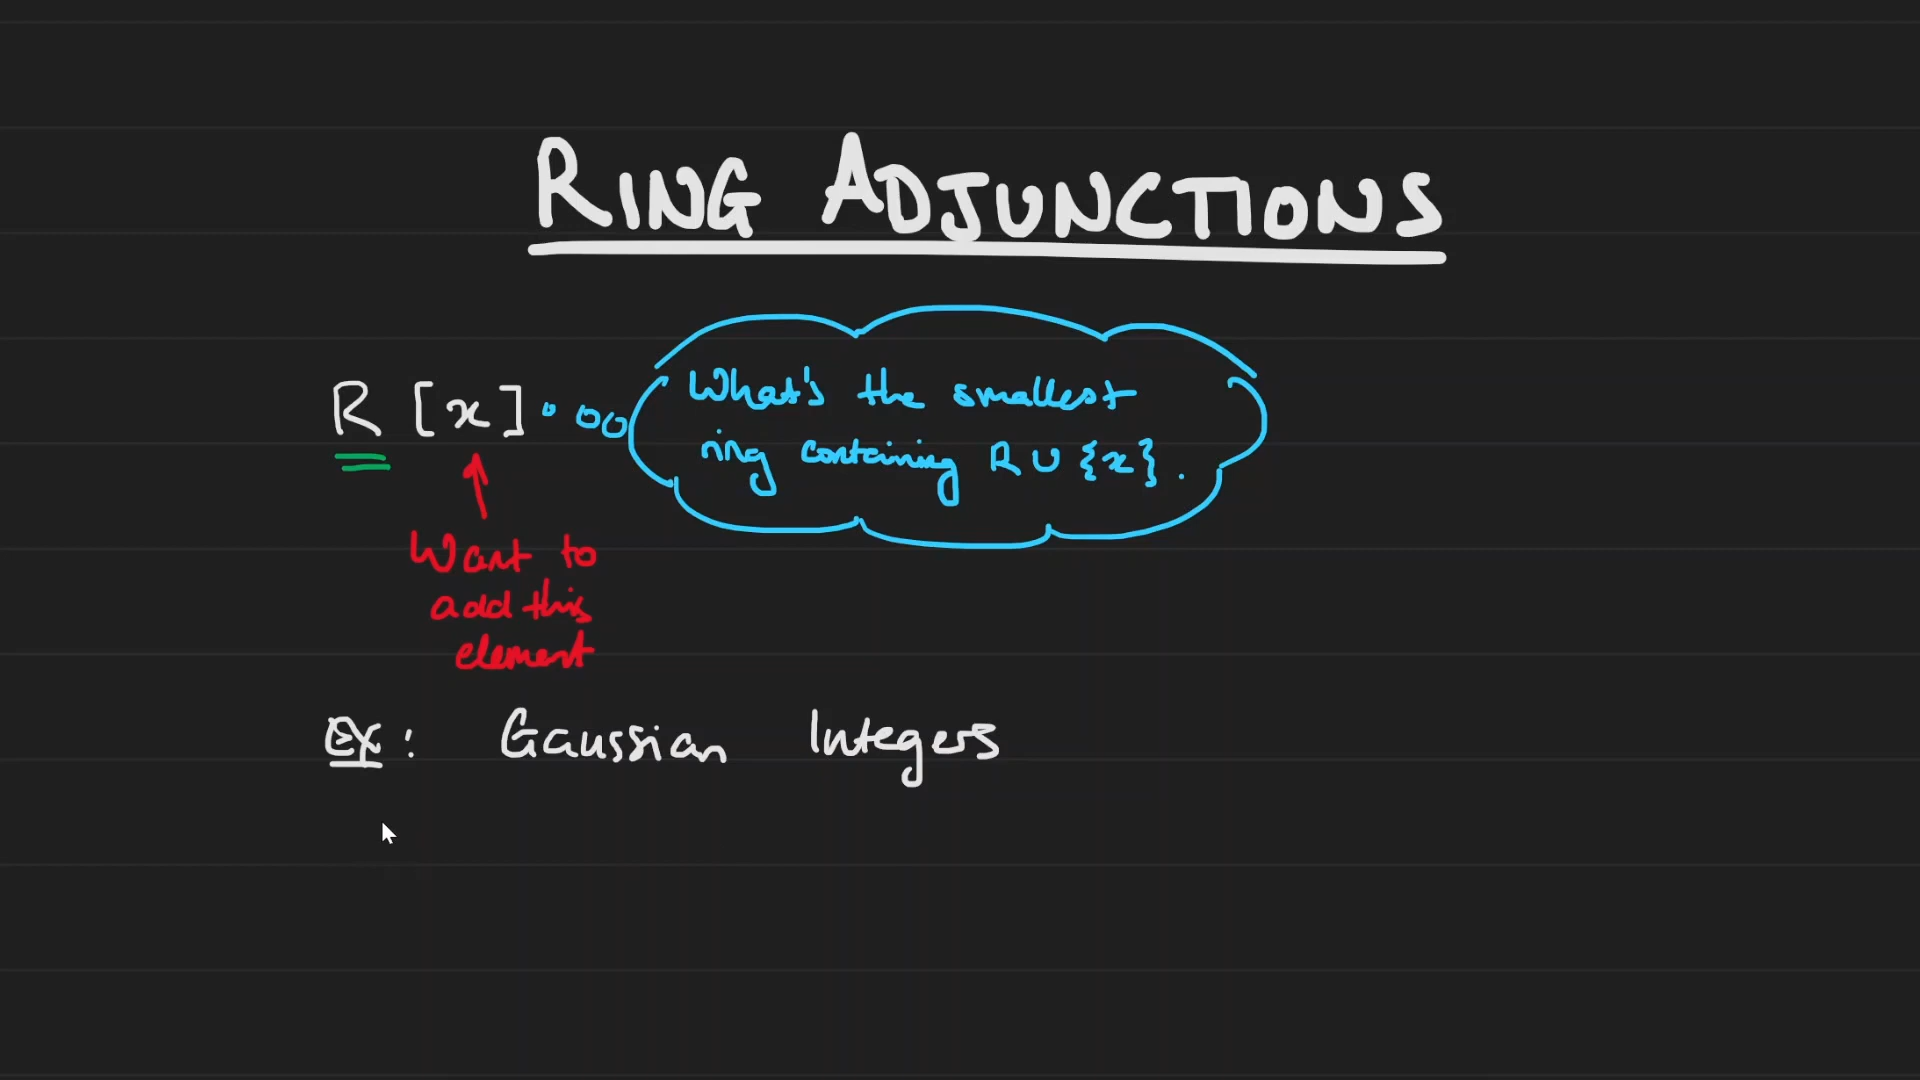 RING ADJUNCTIONS
R [x]
What's the smallest
ring containing R ∪ {x}.
Want to
add this
element
Ex: Gaussian Integers